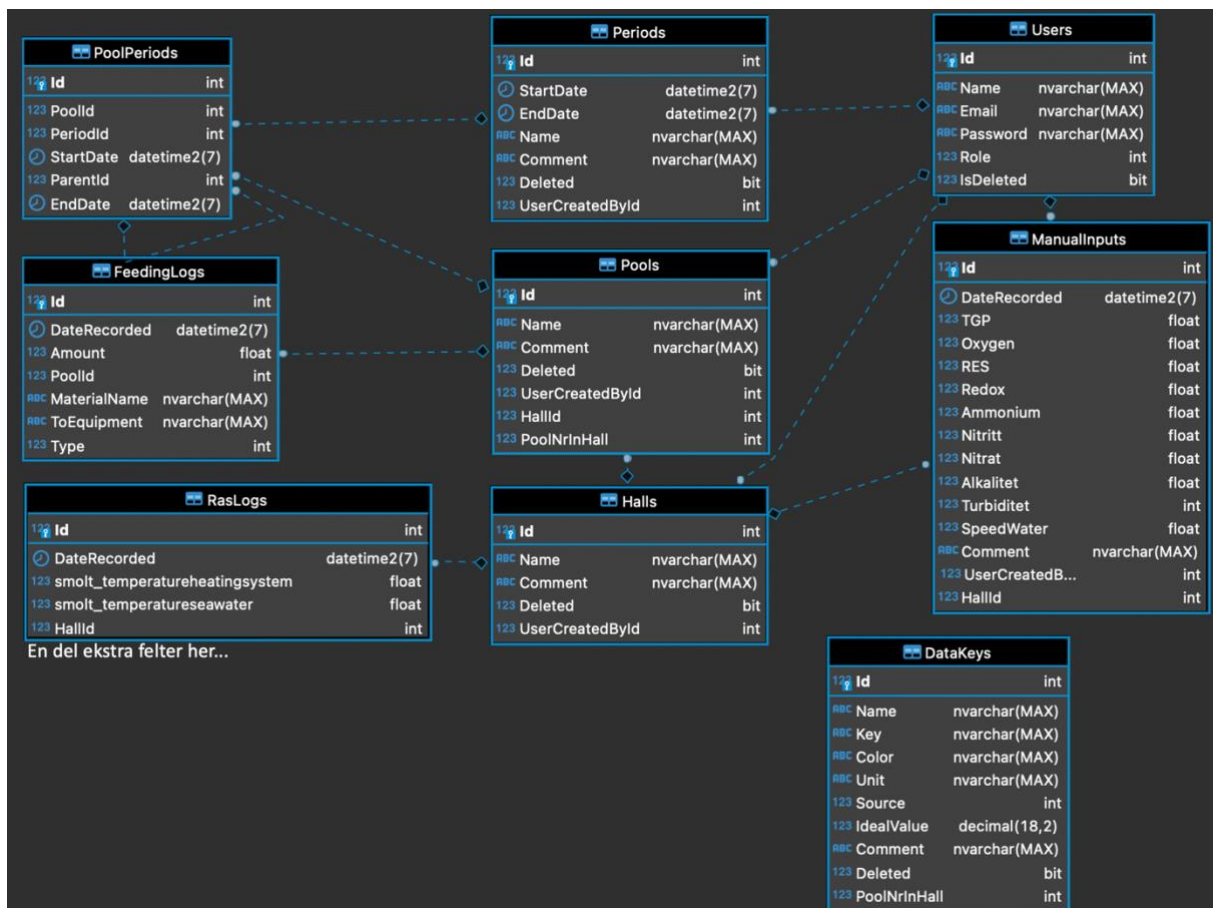 PoolPeriods
Id int
PoolId int
PeriodId int
StartDate datetime2(7)
ParentId int
EndDate datetime2(7)
Periods
Id int
StartDate datetime2(7)
EndDate datetime2(7)
Name nvarchar(MAX)
Comment nvarchar(MAX)
Deleted bit
UserCreatedById int
Users
Id int
Name nvarchar(MAX)
Email nvarchar(MAX)
Password nvarchar(MAX)
Role int
IsDeleted bit
FeedingLogs
Id int
DateRecorded datetime2(7)
Amount float
PoolId int
MaterialName nvarchar(MAX)
ToEquipment nvarchar(MAX)
Type int
Pools
Id int
Name nvarchar(MAX)
Comment nvarchar(MAX)
Deleted bit
UserCreatedById int
HallId int
PoolNrInHall int
ManualInputs
Id int
DateRecorded datetime2(7)
TGP float
Oxygen float
RES float
Redox float
Ammonium float
Nitritt float
Nitrat float
Alkalitet float
Turbiditet int
SpeedWater float
Comment nvarchar(MAX)
UserCreatedB... int
HallId int
RasLogs
Id int
DateRecorded datetime2(7)
smolt_temperatureheatingsystem float
smolt_temperatureseawater float
HallId int
En del ekstra felter her...
Halls
Id int
Name nvarchar(MAX)
Comment nvarchar(MAX)
Deleted bit
UserCreatedById int
DataKeys
Id int
Name nvarchar(MAX)
Key nvarchar(MAX)
Color nvarchar(MAX)
Unit nvarchar(MAX)
Source int
IdealValue decimal(18,2)
Comment nvarchar(MAX)
Deleted bit
PoolNrInHall int